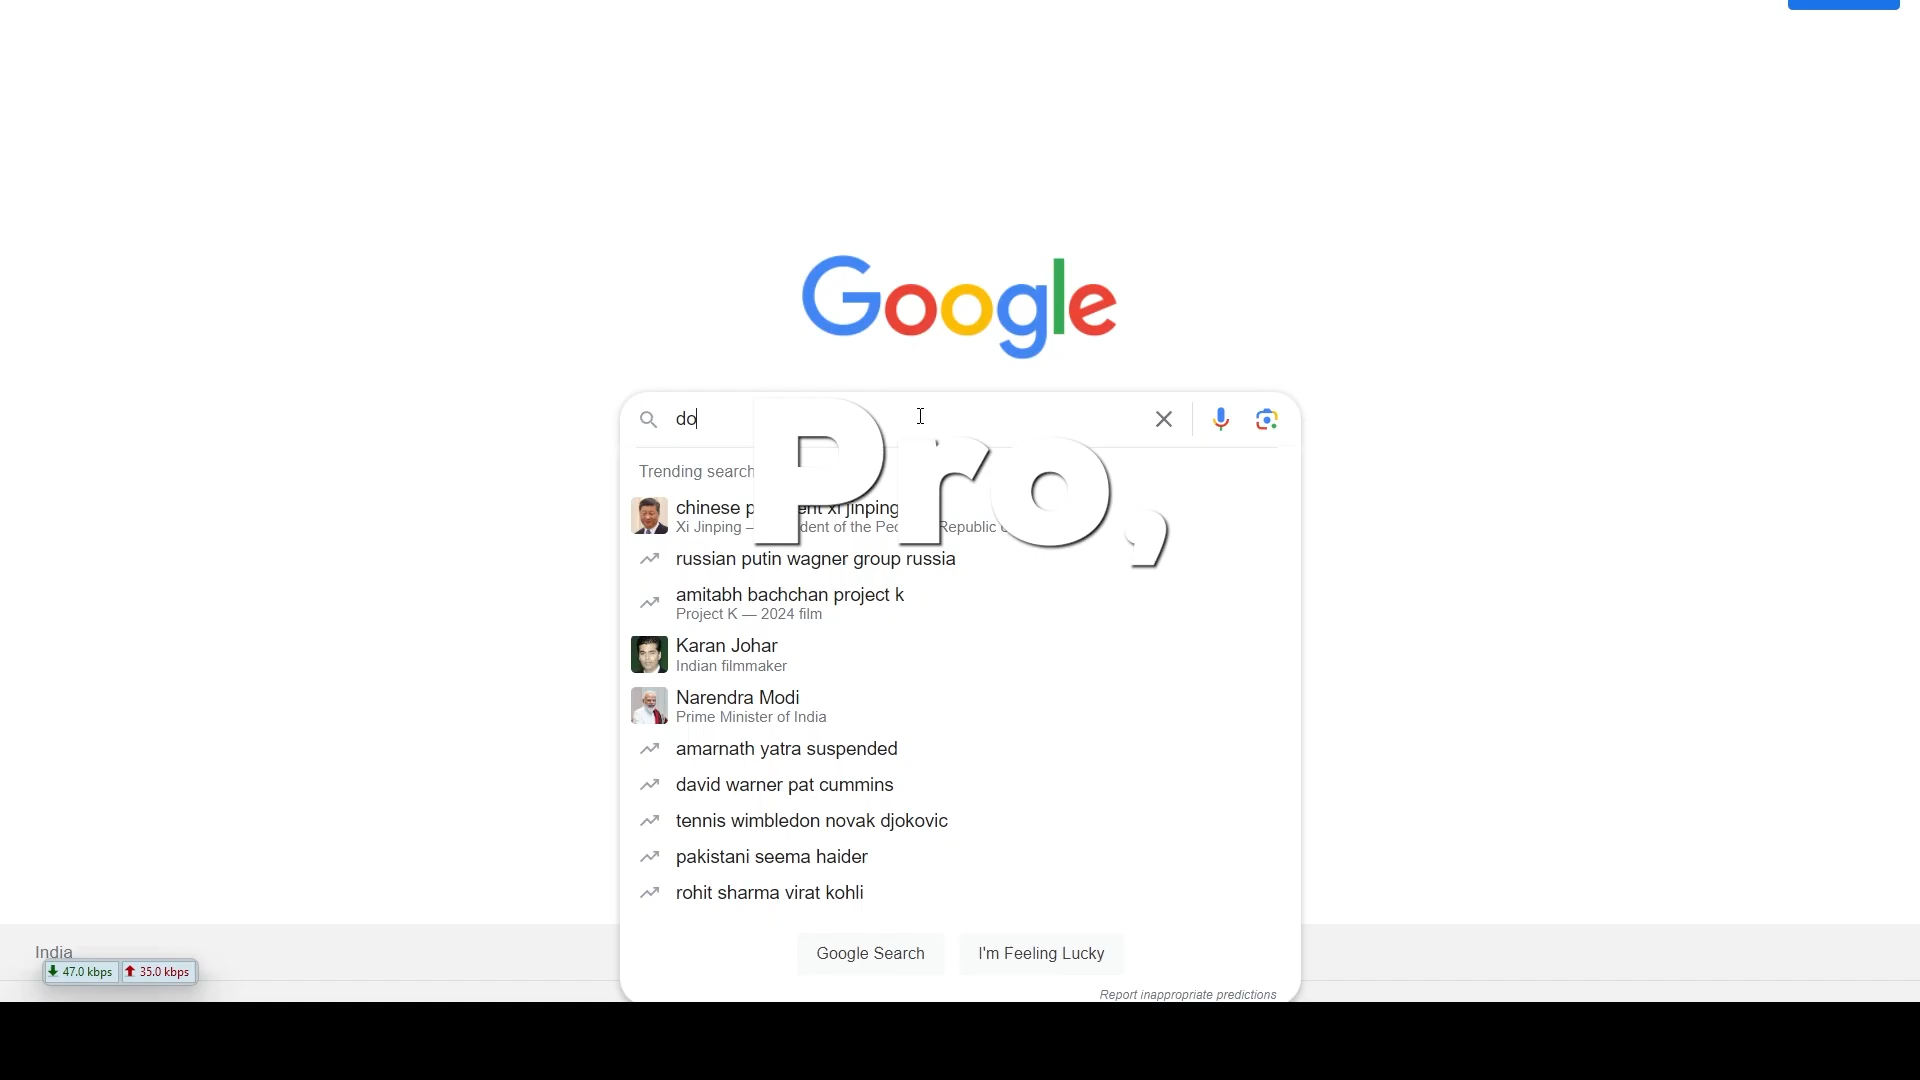 Google
do
Pro,
Trending search
chinese p ent xi jinping
Xi Jinping — dent of the Peo Republic
russian putin wagner group russia
amitabh bachchan project k
Project K — 2024 film
Karan Johar
Indian filmmaker
Narendra Modi
Prime Minister of India
amarnath yatra suspended
david warner pat cummins
tennis wimbledon novak djokovic
pakistani seema haider
rohit sharma virat kohli
Google Search I'm Feeling Lucky
Report inappropriate predictions
India
47.0 kbps 35.0 kbps